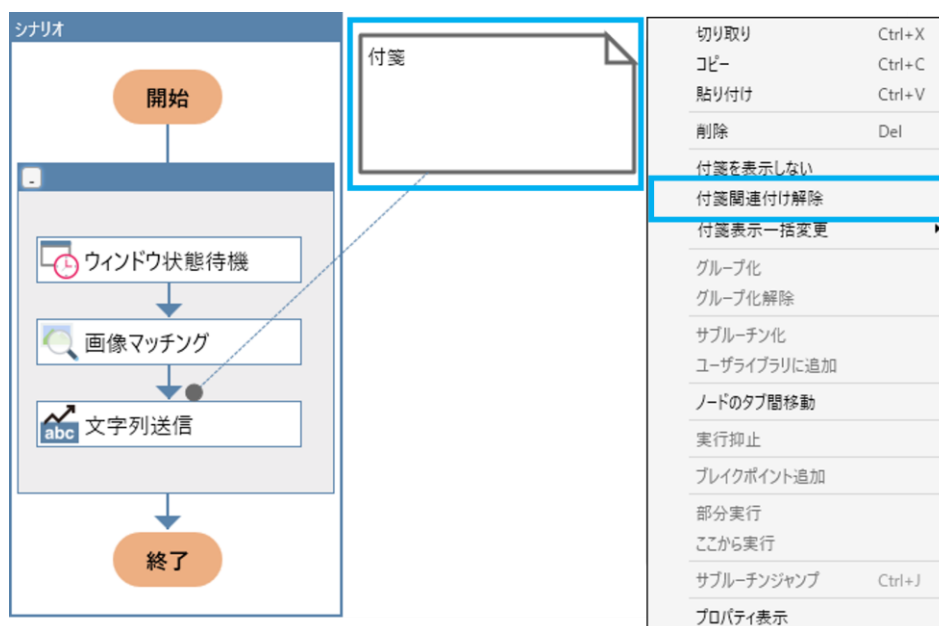 シナリオ
開始
-
ウィンドウ状態待機
画像マッチング
abc 文字列送信
終了
付箋
切り取り Ctrl+X
コピー Ctrl+C
貼り付け Ctrl+V
削除 Del
付箋を表示しない
付箋関連付け解除
付箋表示一括変更
グループ化
グループ化解除
サブルーチン化
ユーザライブラリに追加
ノードのタブ間移動
実行抑止
ブレイクポイント追加
部分実行
ここから実行
サブルーチンジャンプ Ctrl+J
プロパティ表示